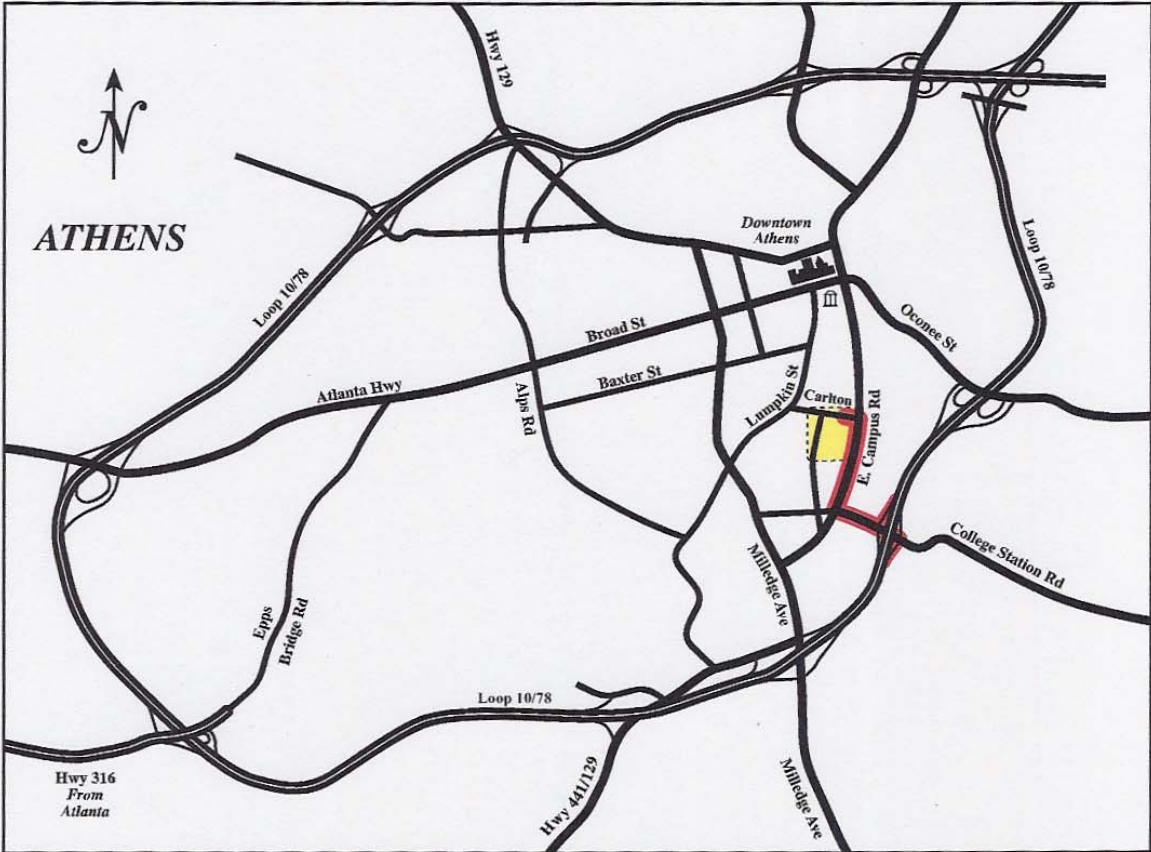 Hwy 129
N
ATHENS
Downtown
Athens
Loop 10/78
Loop 10/78
Oconee St
Broad St
Atlanta Hwy
Baxter St
Alps Rd
Lumpkin St
Carlton
E. Campus Rd
College Station Rd
Milledge Ave
Epps
Bridge Rd
Loop 10/78
Hwy 316
From
Atlanta
Hwy 441/129
Milledge Ave